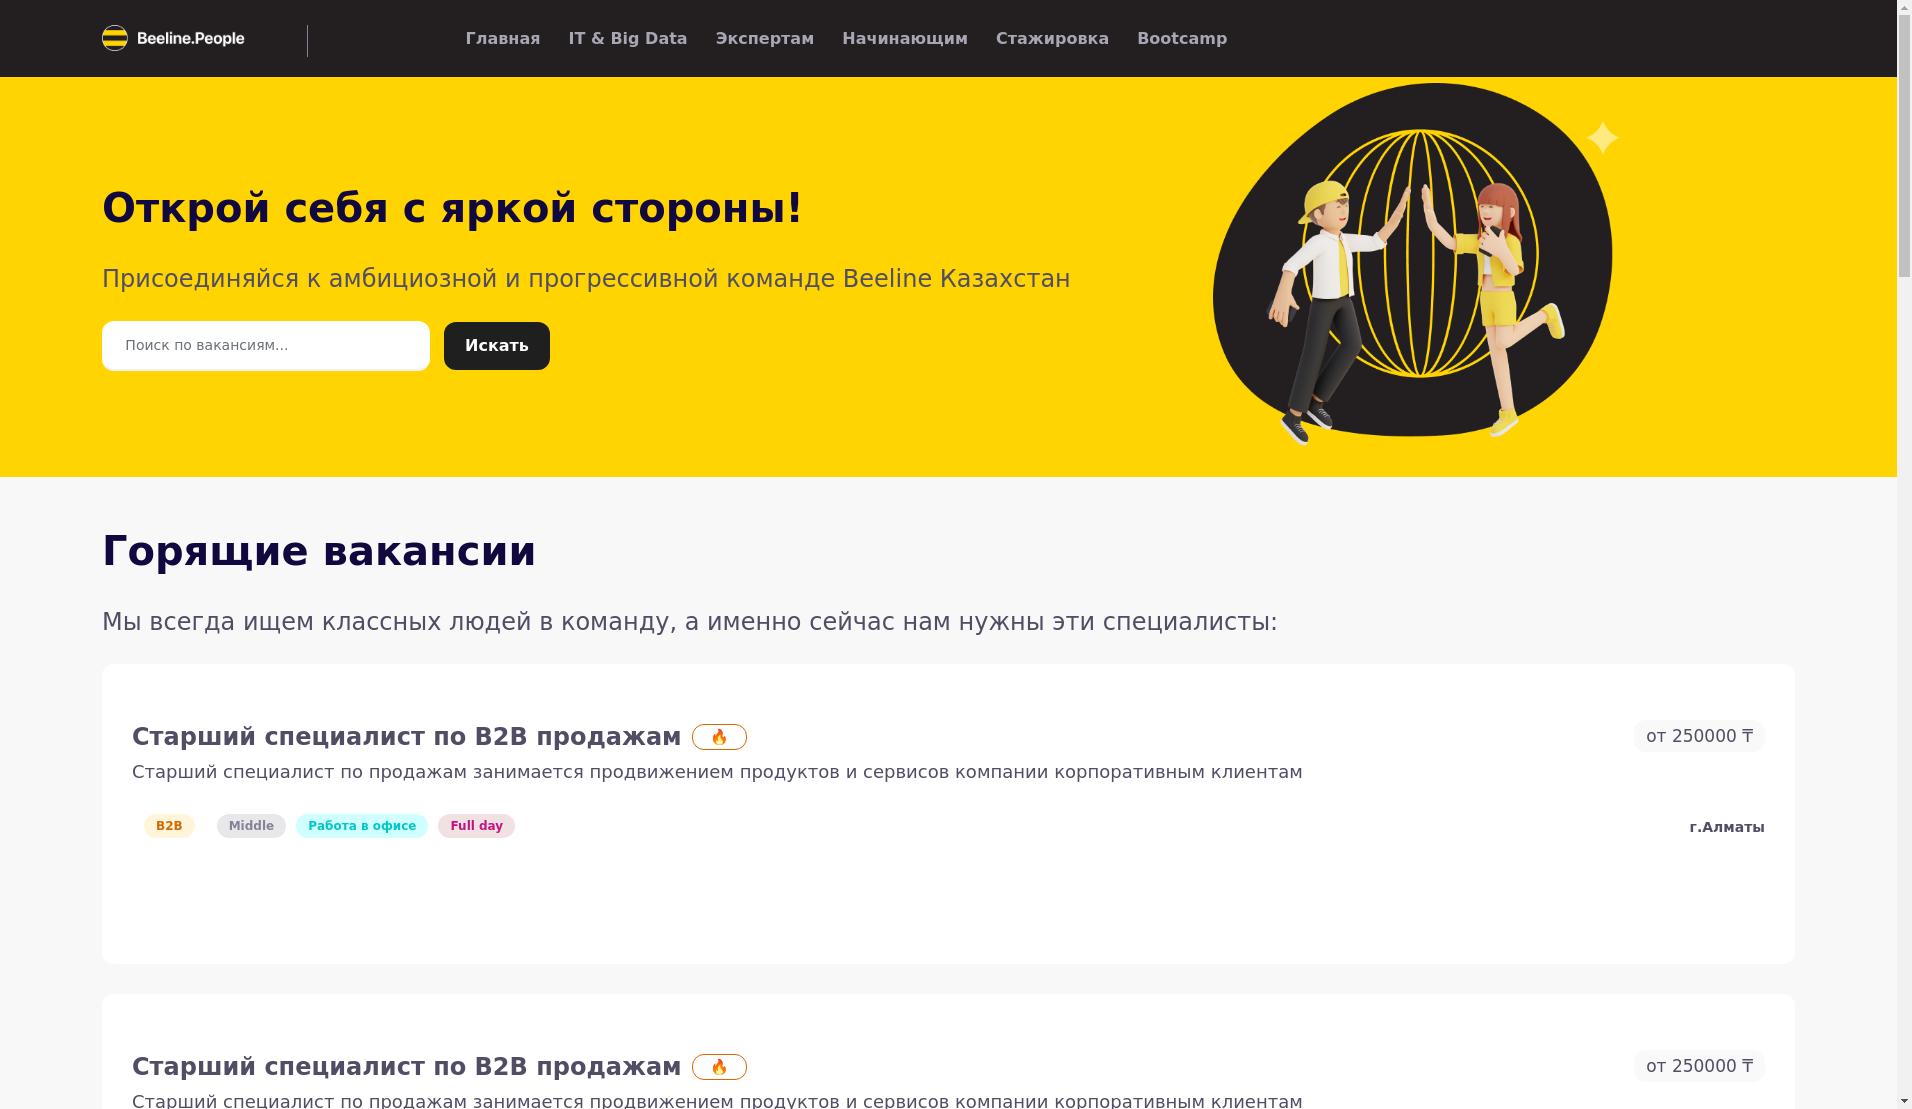 Beeline.People
Главная IT & Big Data Экспертам Начинающим Стажировка Bootcamp
Открой себя с яркой стороны!
Присоединяйся к амбициозной и прогрессивной команде Beeline Казахстан
Поиск по вакансиям...
Искать
Горящие вакансии
Мы всегда ищем классных людей в команду, а именно сейчас нам нужны эти специалисты:
Старший специалист по B2B продажам 🔥
от 250000 ₸
Старший специалист по продажам занимается продвижением продуктов и сервисов компании корпоративным клиентам
B2B Middle Работа в офисе Full day
г.Алматы
Старший специалист по B2B продажам 🔥
от 250000 ₸
Старший специалист по продажам занимается продвижением продуктов и сервисов компании корпоративным клиентам